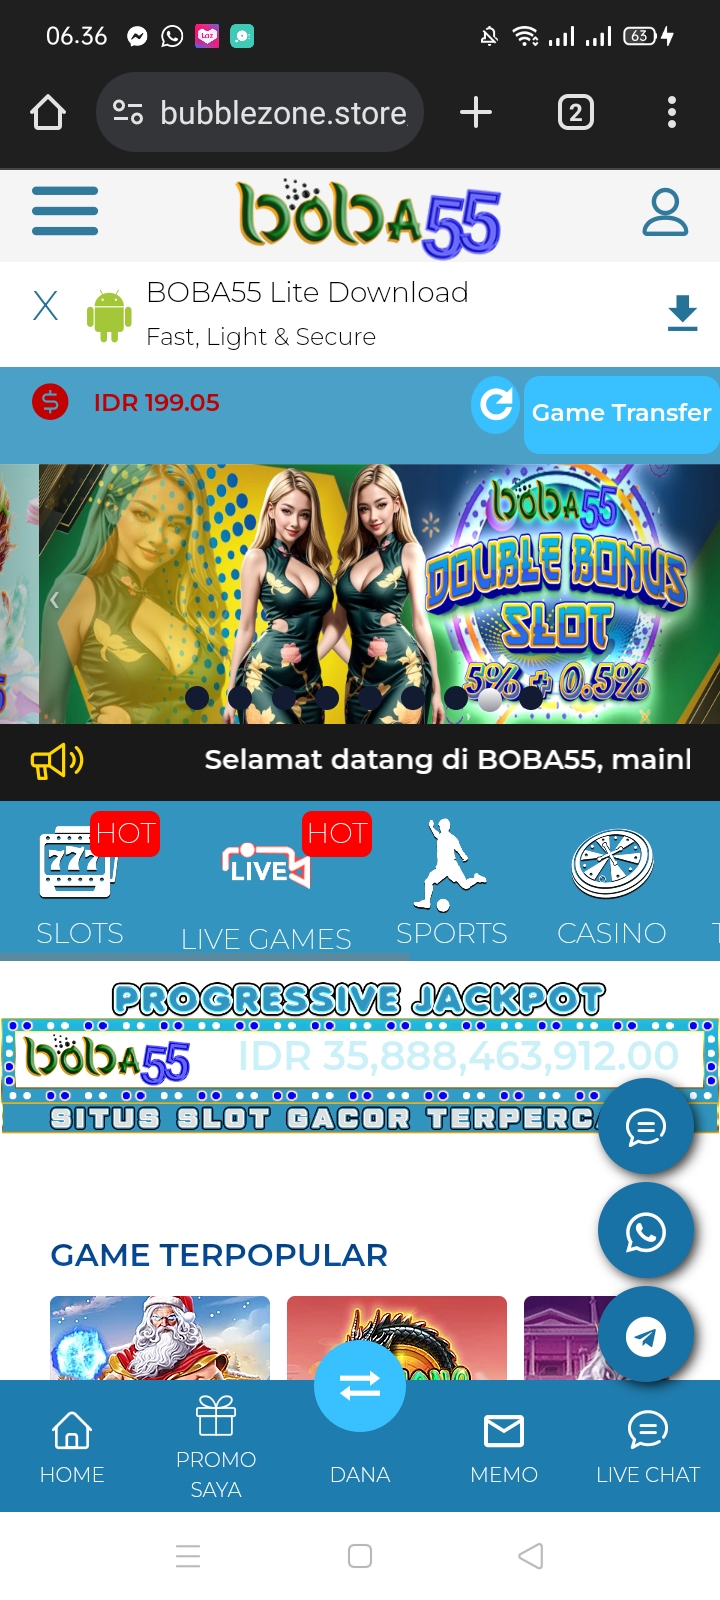 06.36
63
bubblezone.store
2
boba55
BOBA55 Lite Download
Fast, Light & Secure
IDR 199.05
Game Transfer
boba55
DOUBLE BONUS
SLOT
5% + 0.5%
Selamat datang di BOBA55,
HOT
HOT
777
LIVE
SLOTS
LIVE GAMES
SPORTS
CASINO
PROGRESSIVE JACKPOT
boba55
IDR 35,888,463,912.00
SITUS SLOT GACOR
GAME TERPOPULAR
HOME
PROMO
SAYA
DANA
MEMO
LIVE CHAT